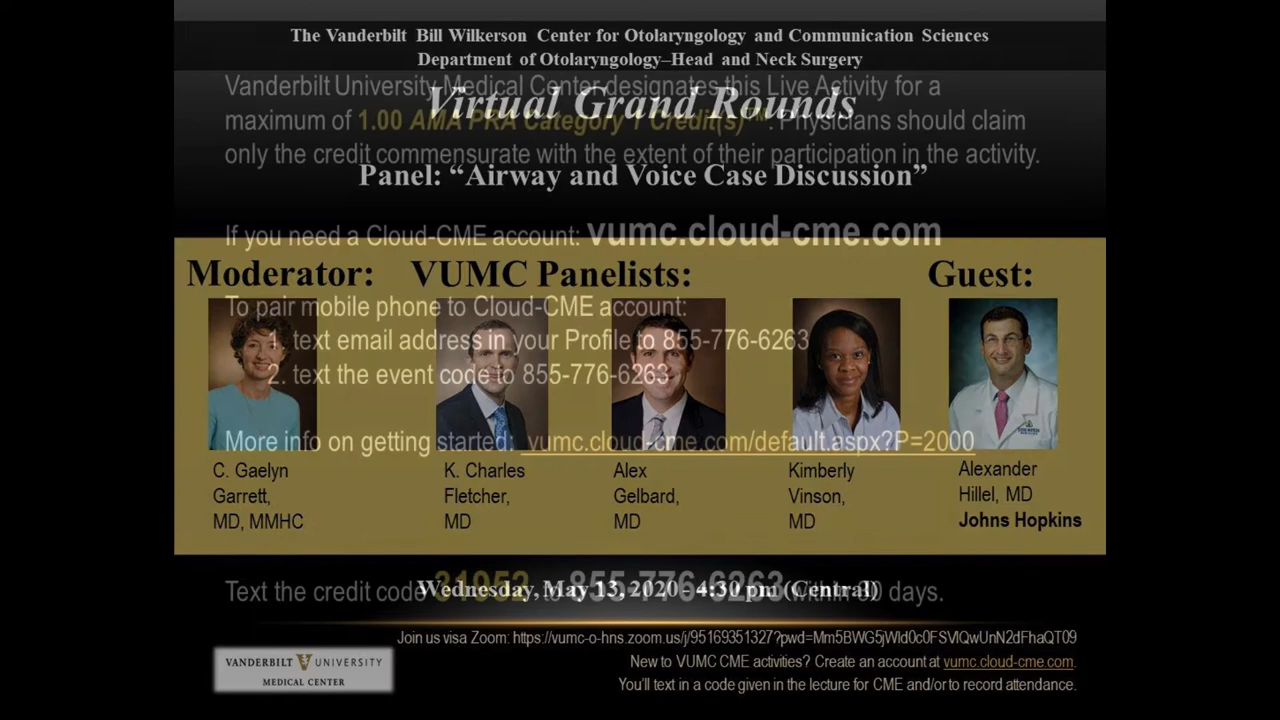 The Vanderbilt Bill Wilkerson Center for Otolaryngology and Communication Sciences
Department of Otolaryngology–Head and Neck Surgery
Vanderbilt University Medical Center designates this Live Activity for a
Virtual Grand Rounds
maximum of 1.00 AMA PRA Category 1 Credit(s)™. Physicians should claim
only the credit commensurate with the extent of their participation in the activity.
Panel: “Airway and Voice Case Discussion”
If you need a Cloud-CME account: vumc.cloud-cme.com
Moderator: VUMC Panelists: Guest:
To pair mobile phone to Cloud-CME account:
1. text email address in your Profile to 855-776-6263
2. text the event code to 855-776-6263
More info on getting started: vumc.cloud-cme.com/default.aspx?P=2000
C. Gaelyn
Garrett,
MD, MMHC
K. Charles
Fletcher,
MD
Alex
Gelbard,
MD
Kimberly
Vinson,
MD
Alexander
Hillel, MD
Johns Hopkins
Text the credit code to 855-776-6263 within days.
Wednesday, May 13, 2020 - 4:30 pm (Central)
Join us visa Zoom: https://vumc-o-hns.zoom.us/j/95169351327?pwd=Mm5BWG5jWld0c0FSVlQwUnN2dFhaQT09
New to VUMC CME activities? Create an account at vumc.cloud-cme.com.
You’ll text in a code given in the lecture for CME and/or to record attendance.
VANDERBILT UNIVERSITY
MEDICAL CENTER